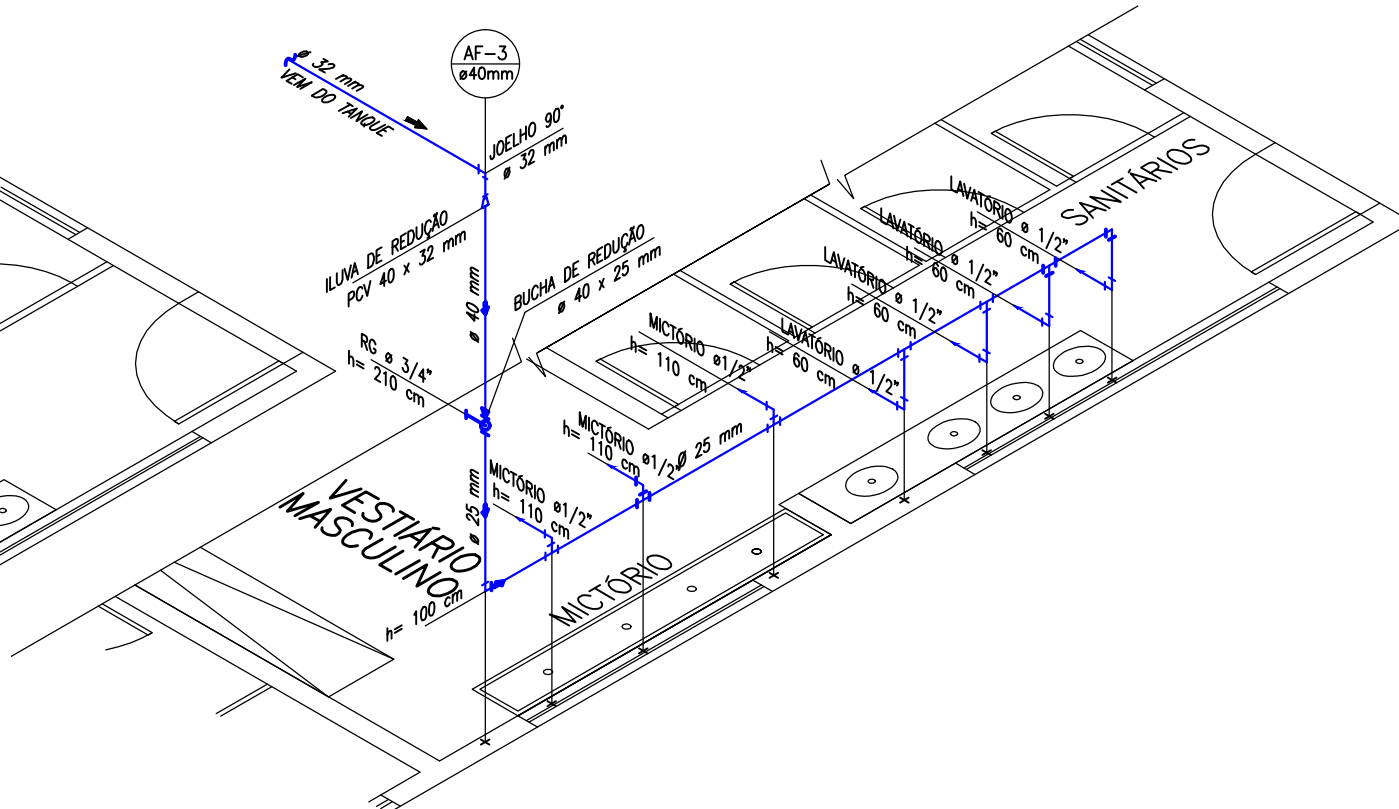 AF-3
ø40mm
ø 32 mm
VEM DO TANQUE
JOELHO 90°
ø 32 mm
ILUVA DE REDUÇÃO
PCV 40 x 32 mm
ø 40 mm
BUCHA DE REDUÇÃO
ø 40 x 25 mm
RG ø 3/4"
h= 210 cm
ø 25 mm
VESTIÁRIO
MASCULINO
h= 100 cm
MICTÓRIO ø1/2"
h= 110 cm
MICTÓRIO ø1/2"
h= 110 cm
Ø 25 mm
MICTÓRIO ø1/2"
h= 110 cm
LAVATÓRIO ø 1/2"
h= 60 cm
LAVATÓRIO ø 1/2"
h= 60 cm
LAVATÓRIO ø 1/2"
h= 60 cm
LAVATÓRIO ø 1/2"
h= 60 cm
SANITÁRIOS
MICTÓRIO